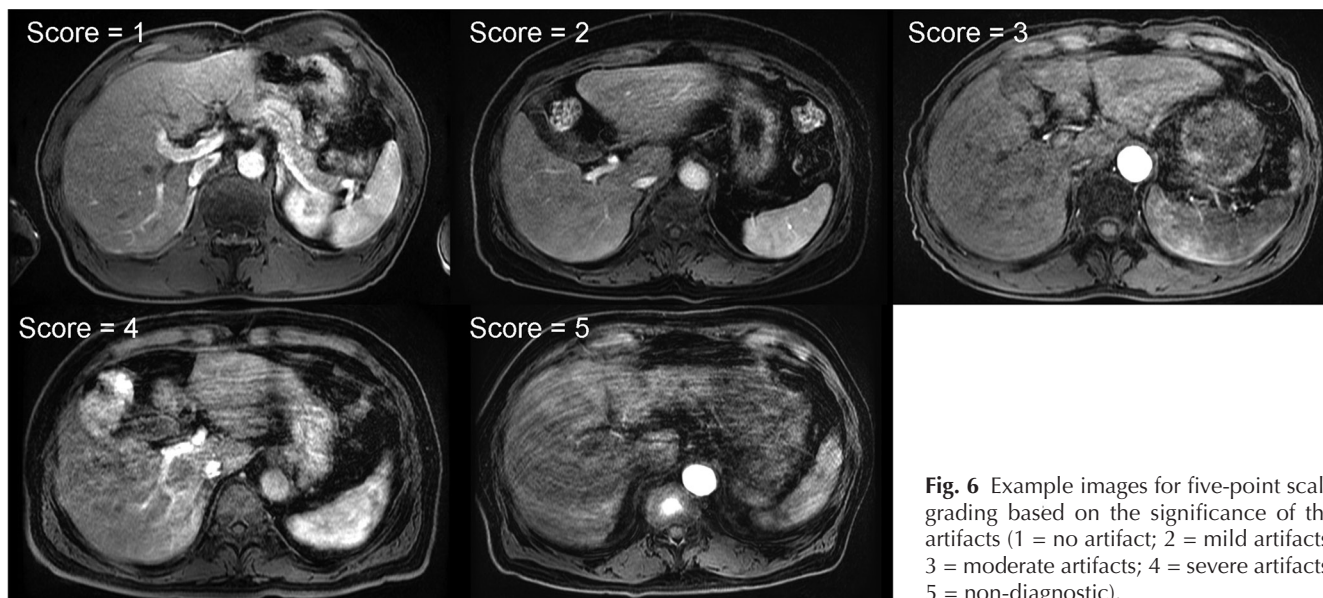 Score = 1
Score = 2
Score = 3
Score = 4
Score = 5
Fig. 6 Example images for five-point scal
grading based on the significance of th
artifacts (1 = no artifact; 2 = mild artifacts
3 = moderate artifacts; 4 = severe artifacts
5 = non-diagnostic).